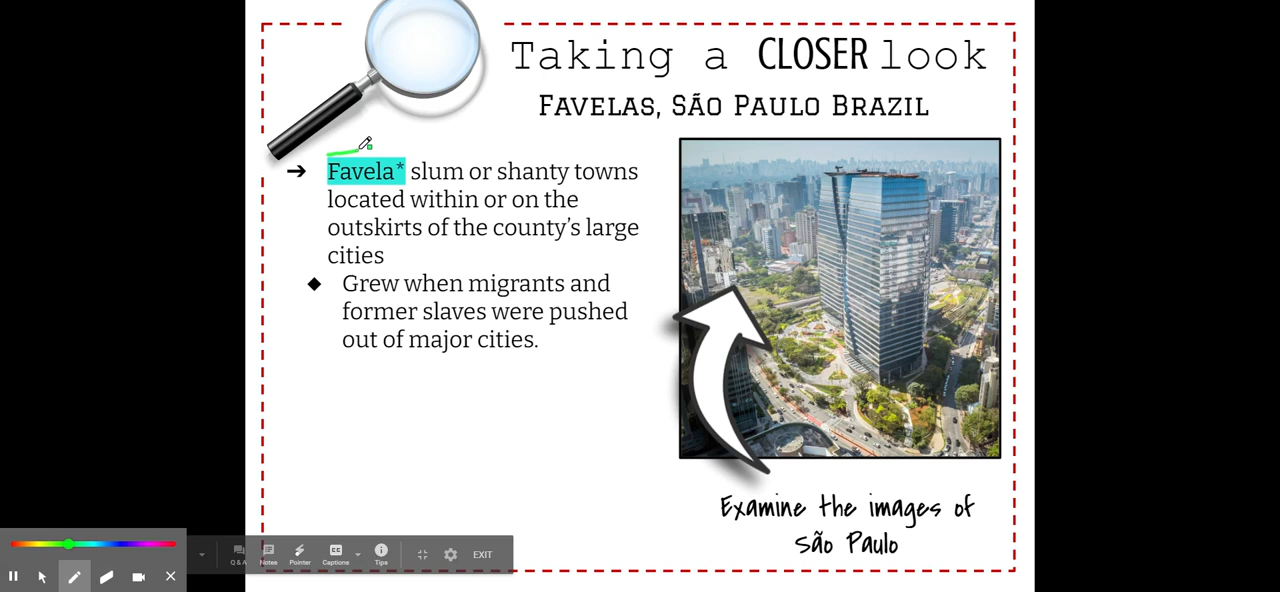 Taking a CLOSER look
FAVELAS, SÃO PAULO BRAZIL
➔ Favela* slum or shanty towns
located within or on the
outskirts of the county's large
cities
◆ Grew when migrants and
former slaves were pushed
out of major cities.
Examine the images of
São Paulo
Q&A Notes Pointer Captions Tips EXIT
CC